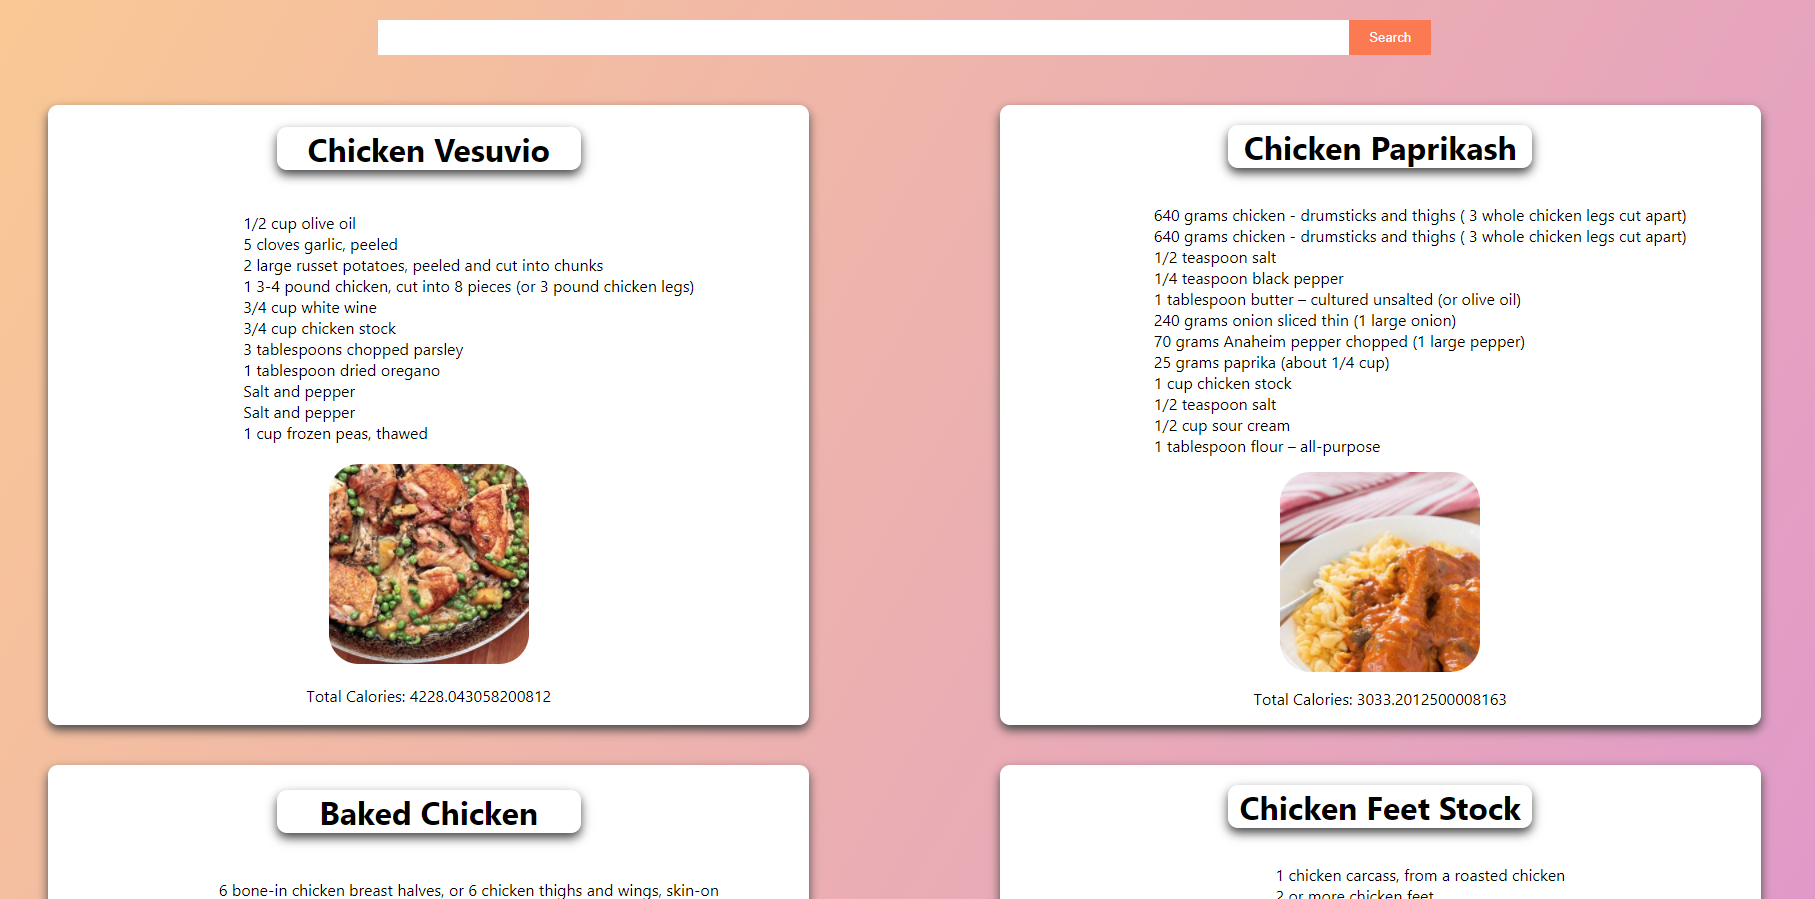 Search
Chicken Vesuvio
1/2 cup olive oil
5 cloves garlic, peeled
2 large russet potatoes, peeled and cut into chunks
1 3-4 pound chicken, cut into 8 pieces (or 3 pound chicken legs)
3/4 cup white wine
3/4 cup chicken stock
3 tablespoons chopped parsley
1 tablespoon dried oregano
Salt and pepper
Salt and pepper
1 cup frozen peas, thawed
Total Calories: 4228.043058200812
Chicken Paprikash
640 grams chicken - drumsticks and thighs ( 3 whole chicken legs cut apart)
640 grams chicken - drumsticks and thighs ( 3 whole chicken legs cut apart)
1/2 teaspoon salt
1/4 teaspoon black pepper
1 tablespoon butter – cultured unsalted (or olive oil)
240 grams onion sliced thin (1 large onion)
70 grams Anaheim pepper chopped (1 large pepper)
25 grams paprika (about 1/4 cup)
1 cup chicken stock
1/2 teaspoon salt
1/2 cup sour cream
1 tablespoon flour – all-purpose
Total Calories: 3033.2012500008163
Baked Chicken
6 bone-in chicken breast halves, or 6 chicken thighs and wings, skin-on
Chicken Feet Stock
1 chicken carcass, from a roasted chicken
2 or more chicken feet